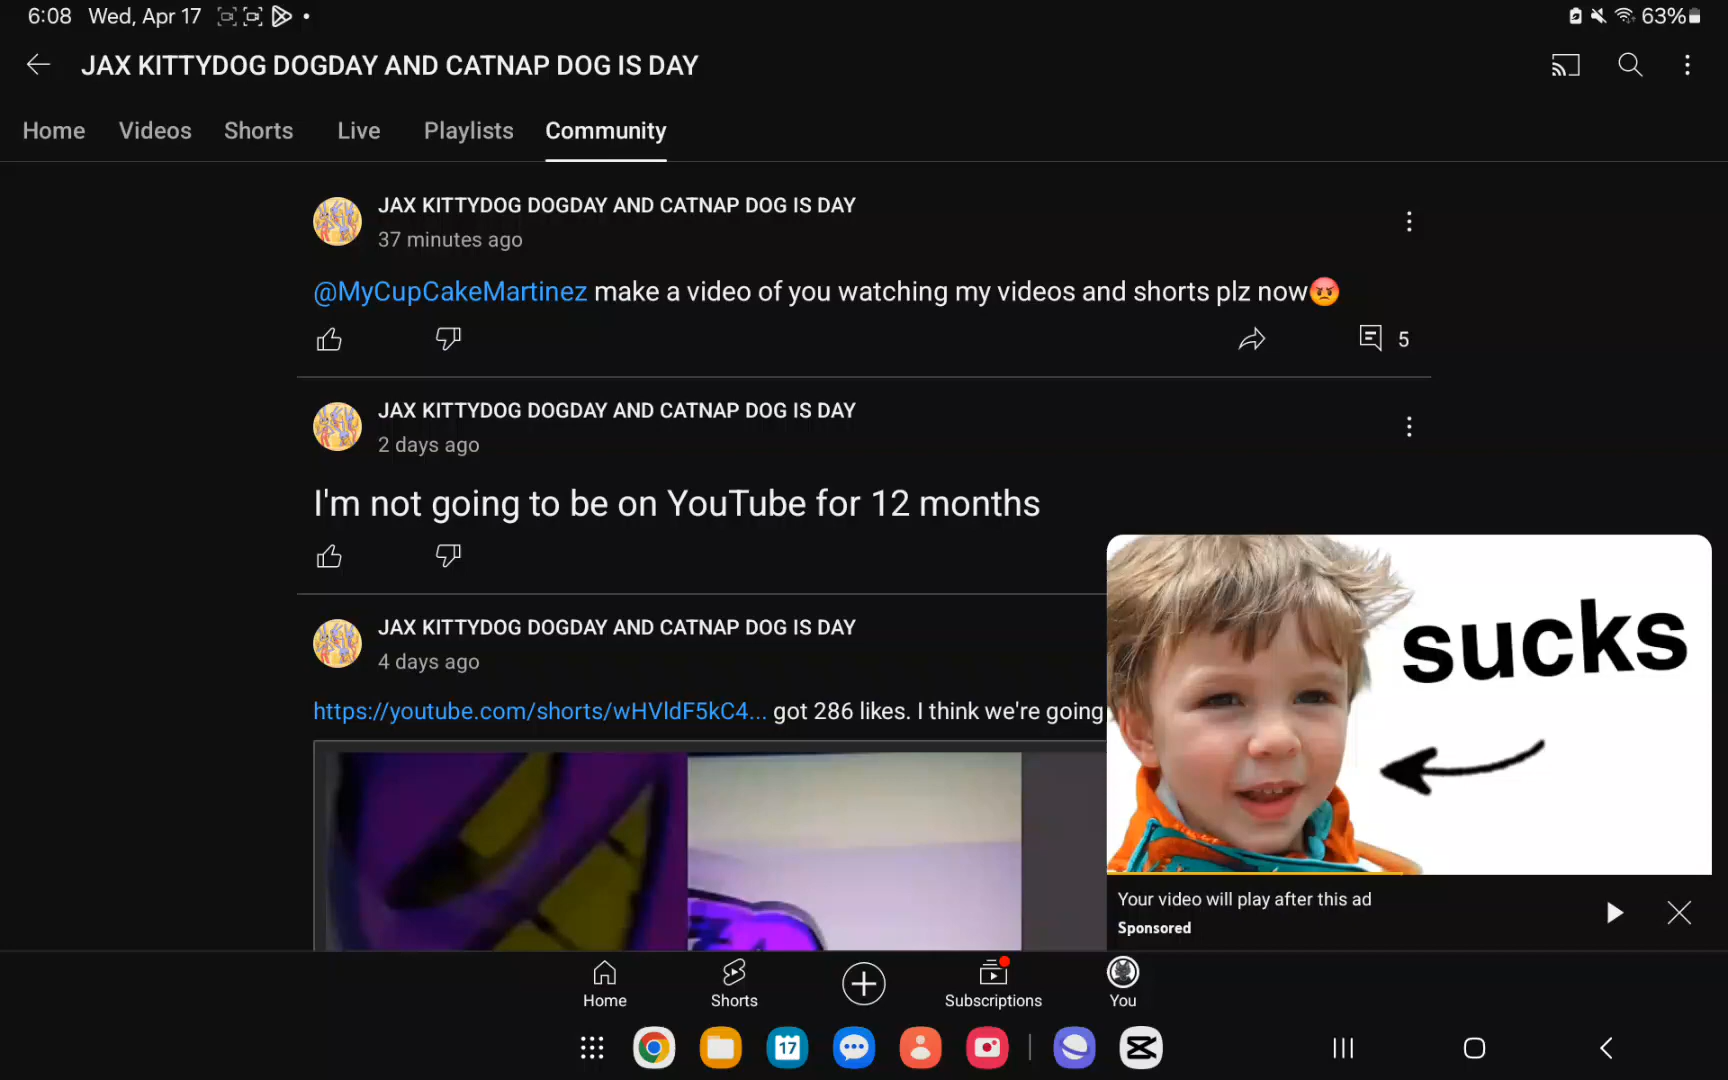 6:08 Wed, Apr 17
63%
JAX KITTYDOG DOGDAY AND CATNAP DOG IS DAY
Home Videos Shorts Live Playlists Community
JAX KITTYDOG DOGDAY AND CATNAP DOG IS DAY
37 minutes ago
@MyCupCakeMartinez make a video of you watching my videos and shorts plz now😡
5
JAX KITTYDOG DOGDAY AND CATNAP DOG IS DAY
2 days ago
I'm not going to be on YouTube for 12 months
JAX KITTYDOG DOGDAY AND CATNAP DOG IS DAY
4 days ago
https://youtube.com/shorts/wHVldF5kC4... got 286 likes. I think we're going
sucks
Your video will play after this ad
Sponsored
Home Shorts Subscriptions You
17